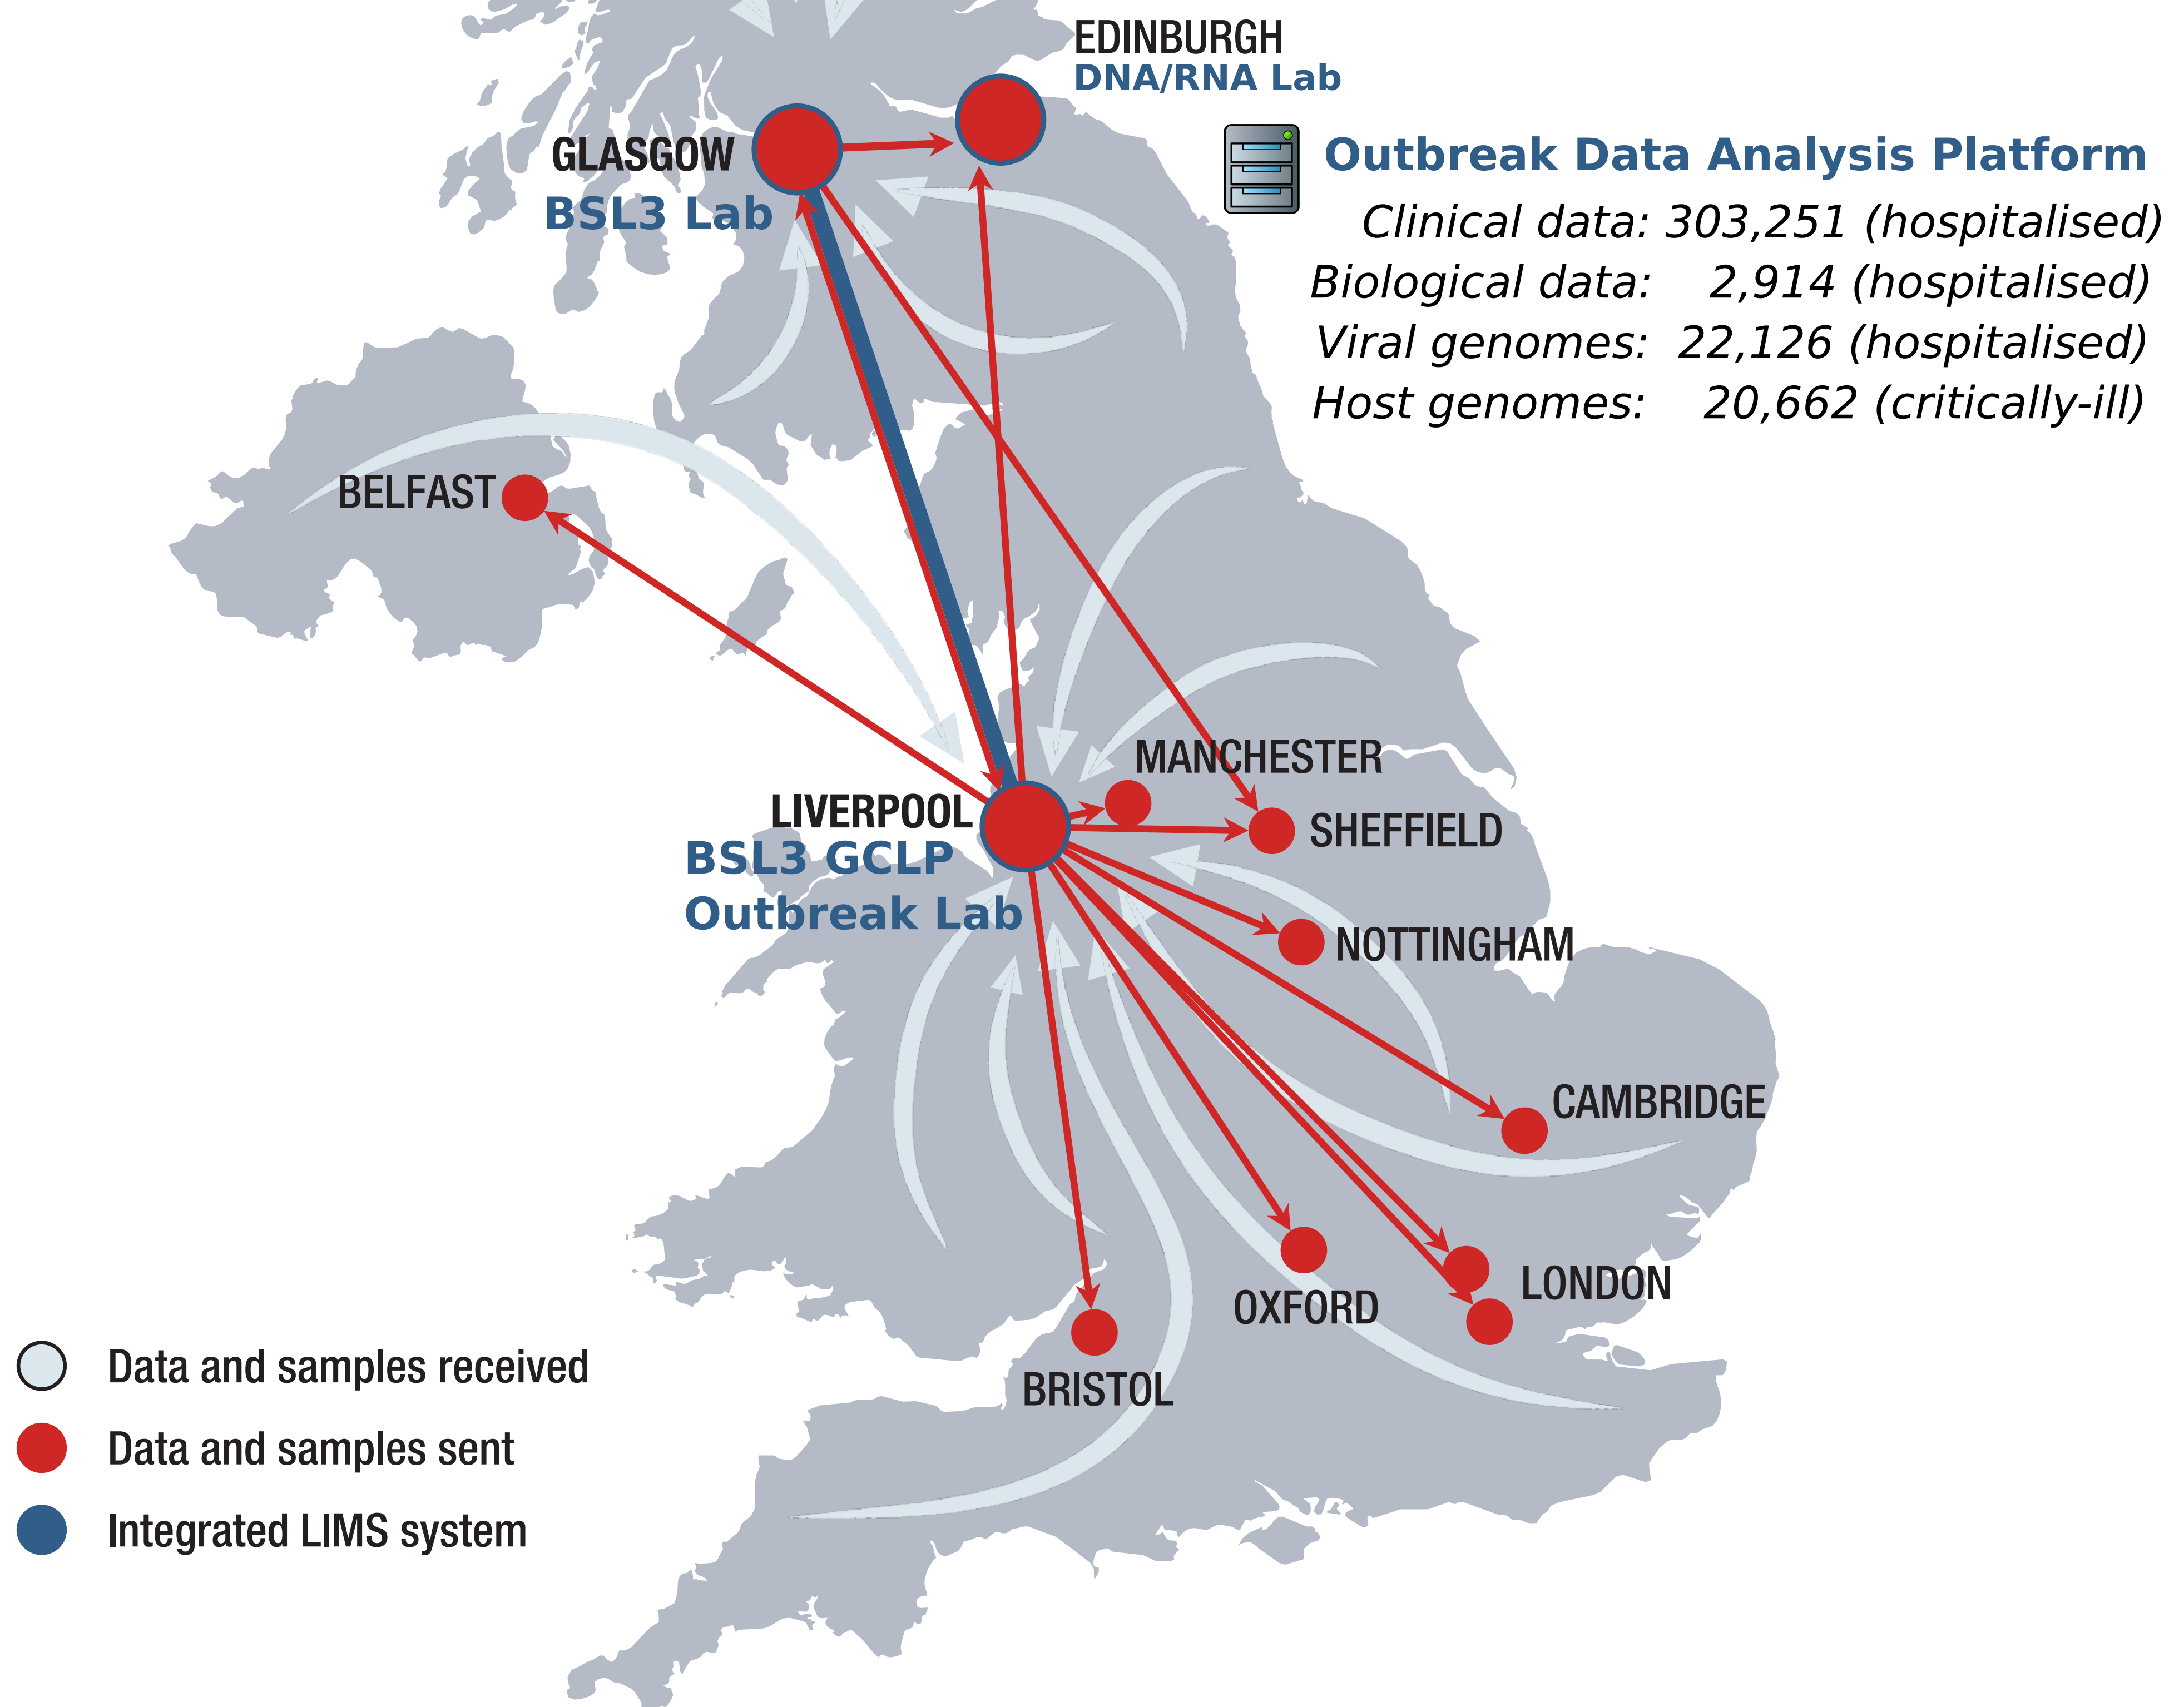 EDINBURGH
DNA/RNA Lab
GLASGOW
BSL3 Lab
Outbreak Data Analysis Platform
Clinical data: 303,251 (hospitalised)
Biological data: 2,914 (hospitalised)
Viral genomes: 22,126 (hospitalised)
Host genomes: 20,662 (critically-ill)
BELFAST
MANCHESTER
LIVERPOOL
BSL3 GCLP
Outbreak Lab
SHEFFIELD
NOTTINGHAM
CAMBRIDGE
LONDON
OXFORD
BRISTOL
Data and samples received
Data and samples sent
Integrated LIMS system